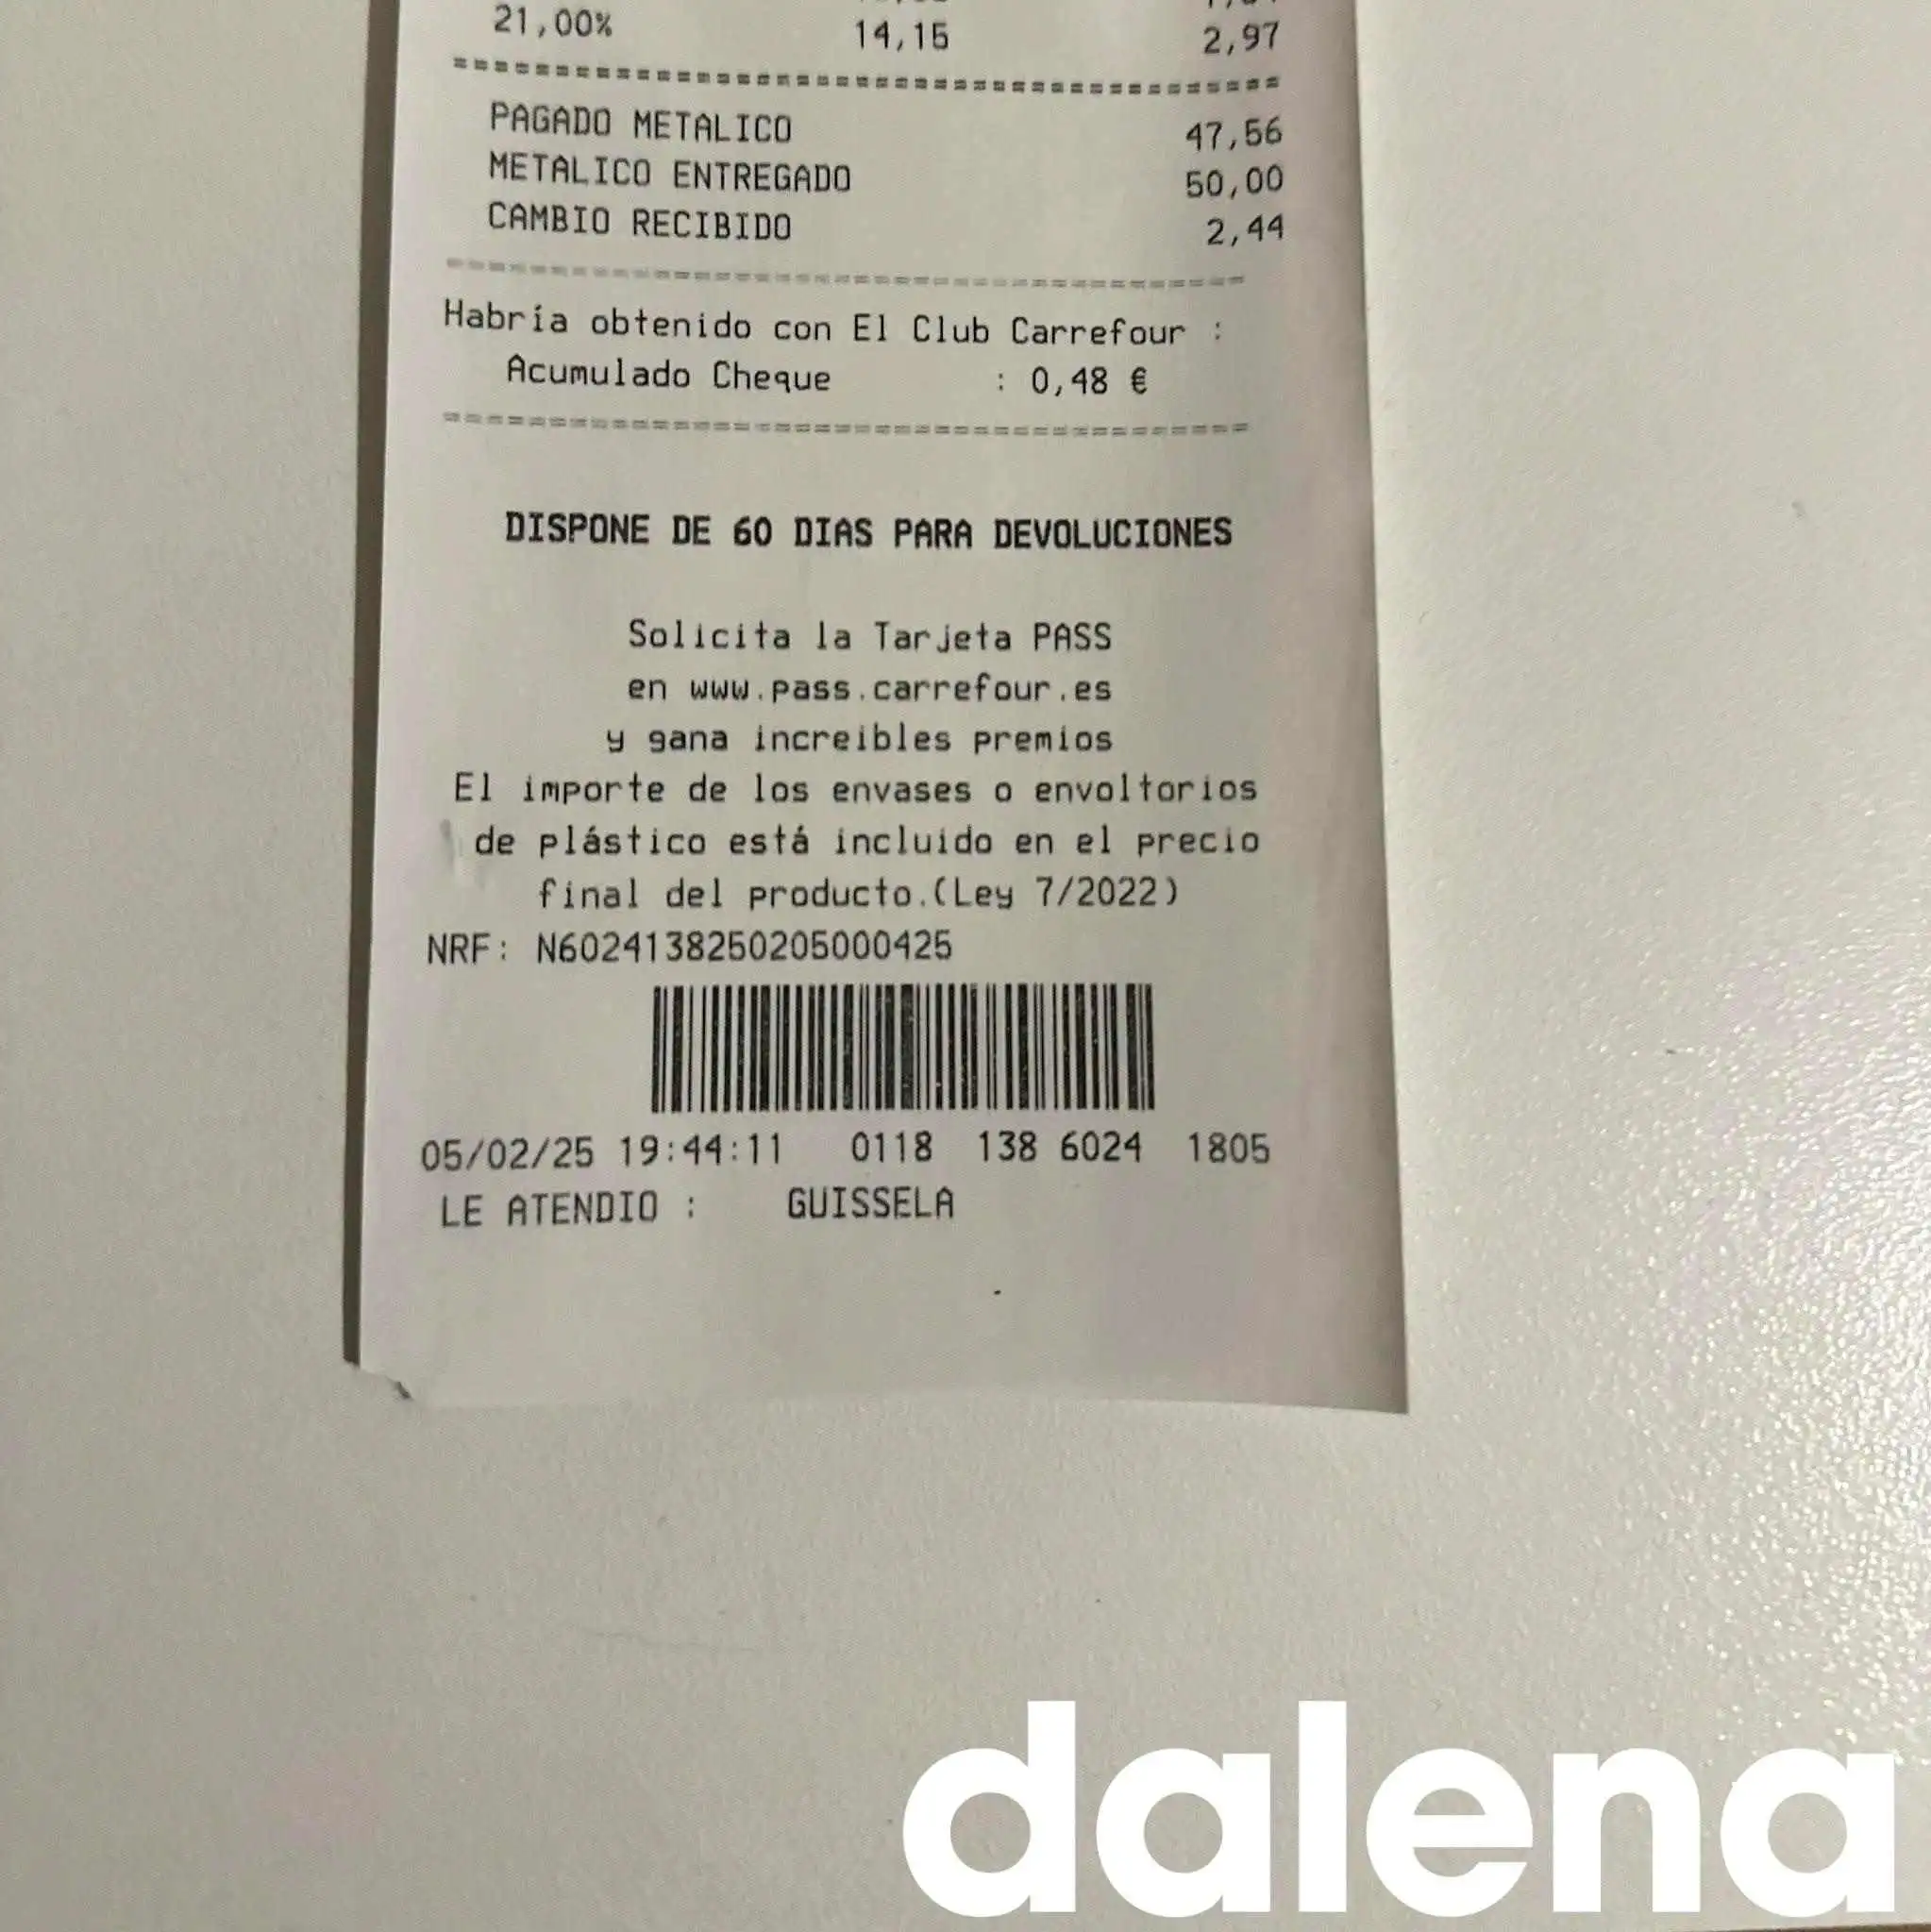 21,00% 14,15 2,97
PAGADO METALICO 47,56
METALICO ENTREGADO 50,00
CAMBIO RECIBIDO 2,44
Habría obtenido con El Club Carrefour :
Acumulado Cheque : 0,48 €
DISPONE DE 60 DIAS PARA DEVOLUCIONES
Solicita la Tarjeta PASS
en www.pass.carrefour.es
y gana increibles premios
El importe de los envases o envoltorios
de plástico está incluido en el precio
final del producto.(Ley 7/2022)
NRF: N6024138250205000425
05/02/25 19:44:11 0118 138 6024 1805
LE ATENDIO : GUISSELA
dalena